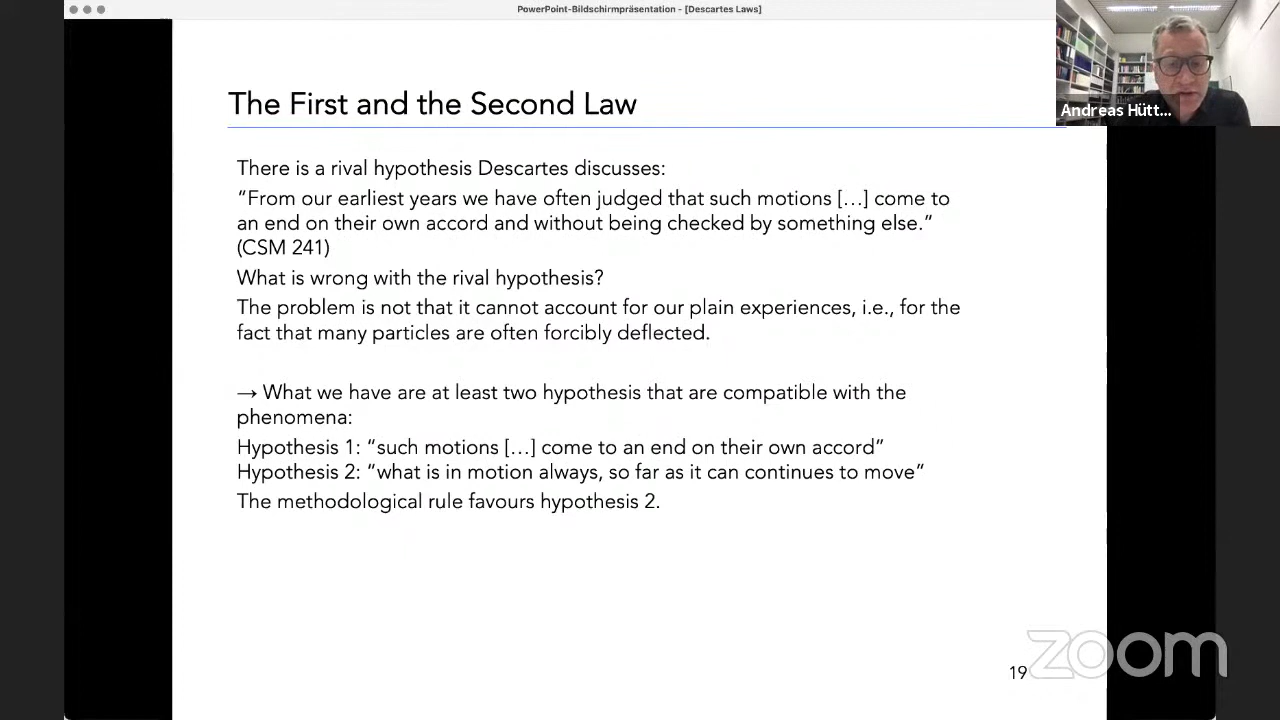 PowerPoint-Bildschirmpräsentation - [Descartes Laws]
Andreas Hütt...
The First and the Second Law
There is a rival hypothesis Descartes discusses:
“From our earliest years we have often judged that such motions […] come to
an end on their own accord and without being checked by something else.”
(CSM 241)
What is wrong with the rival hypothesis?
The problem is not that it cannot account for our plain experiences, i.e., for the
fact that many particles are often forcibly deflected.
→ What we have are at least two hypothesis that are compatible with the
phenomena:
Hypothesis 1: “such motions […] come to an end on their own accord”
Hypothesis 2: “what is in motion always, so far as it can continues to move”
The methodological rule favours hypothesis 2.
19
zoom